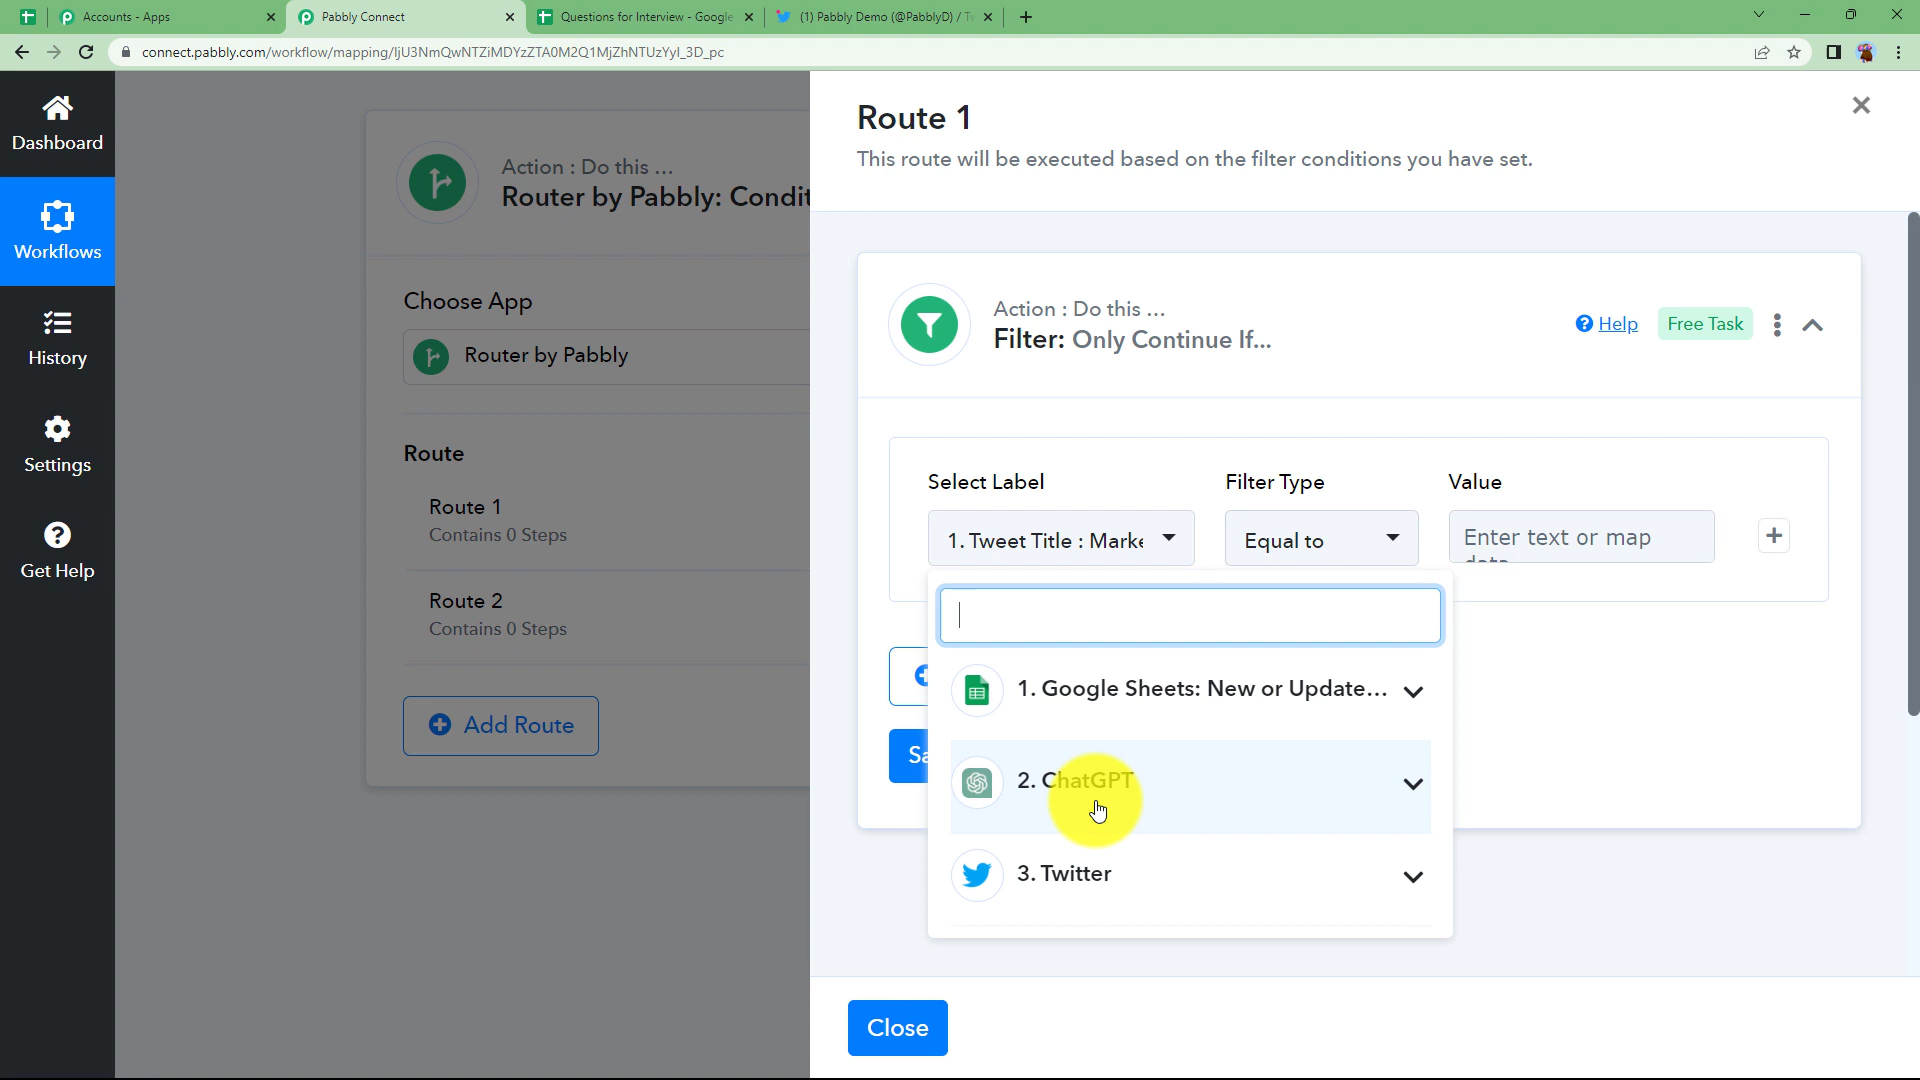 Accounts - Apps
Pabbly Connect
Questions for Interview - Google
(1) Pabbly Demo (@PabblyD) / Tw
connect.pabbly.com/workflow/mapping/IjU3NmQwNTZiMDYzZTA0M2Q1MjZhNTUzYyI_3D_pc
Dashboard
Workflows
History
Settings
Get Help
Action : Do this ...
Router by Pabbly: Condit
Choose App
Router by Pabbly
Route
Route 1
Contains 0 Steps
Route 2
Contains 0 Steps
Add Route
Route 1
This route will be executed based on the filter conditions you have set.
Action : Do this ...
Filter: Only Continue If...
Help
Free Task
Select Label
Filter Type
Value
1. Tweet Title : Marke
Equal to
Enter text or map
data
1. Google Sheets: New or Update...
2. ChatGPT
3. Twitter
Sa
Close